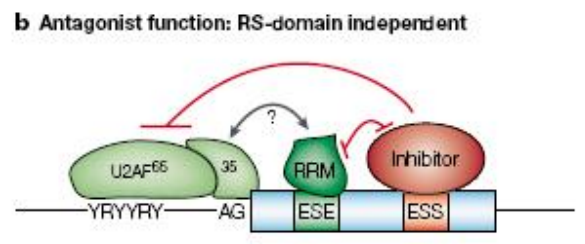 b Antagonist function: RS-domain independent
?
U2AF⁶⁵
35
RRM
Inhibitor
YRYYRY
AG
ESE
ESS